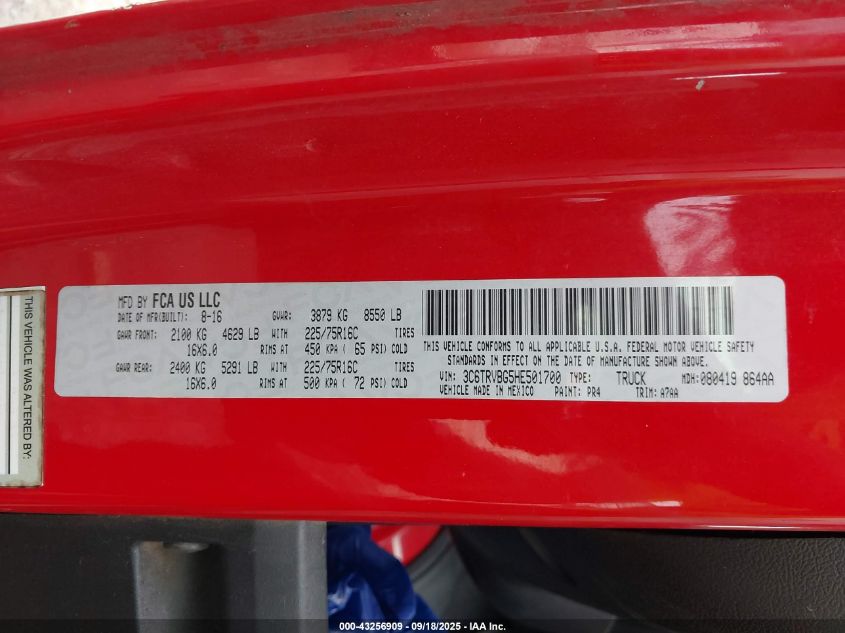 MFD BY FCA US LLC
DATE OF MFR(BUILT): 8-16 GVWR: 3879 KG 8550 LB
GAWR FRONT: 2100 KG 4629 LB WITH 225/75R16C TIRES
16X6.0 RIMS AT 450 KPA ( 65 PSI) COLD
GAWR REAR: 2400 KG 5291 LB WITH 225/75R16C TIRES
16X6.0 RIMS AT 500 KPA ( 72 PSI) COLD
THIS VEHICLE CONFORMS TO ALL APPLICABLE U.S.A. FEDERAL MOTOR VEHICLE SAFETY
STANDARDS IN EFFECT ON THE DATE OF MANUFACTURE SHOWN ABOVE.
VIN: 3C6TRVBG5HE501700 TYPE: TRUCK MDH: 080419 864AA
VEHICLE MADE IN MEXICO PAINT: PR4 TRIM: A7AA
THIS VEHICLE WAS ALTERED BY:
000-43256909 - 09/18/2025 - IAA Inc.